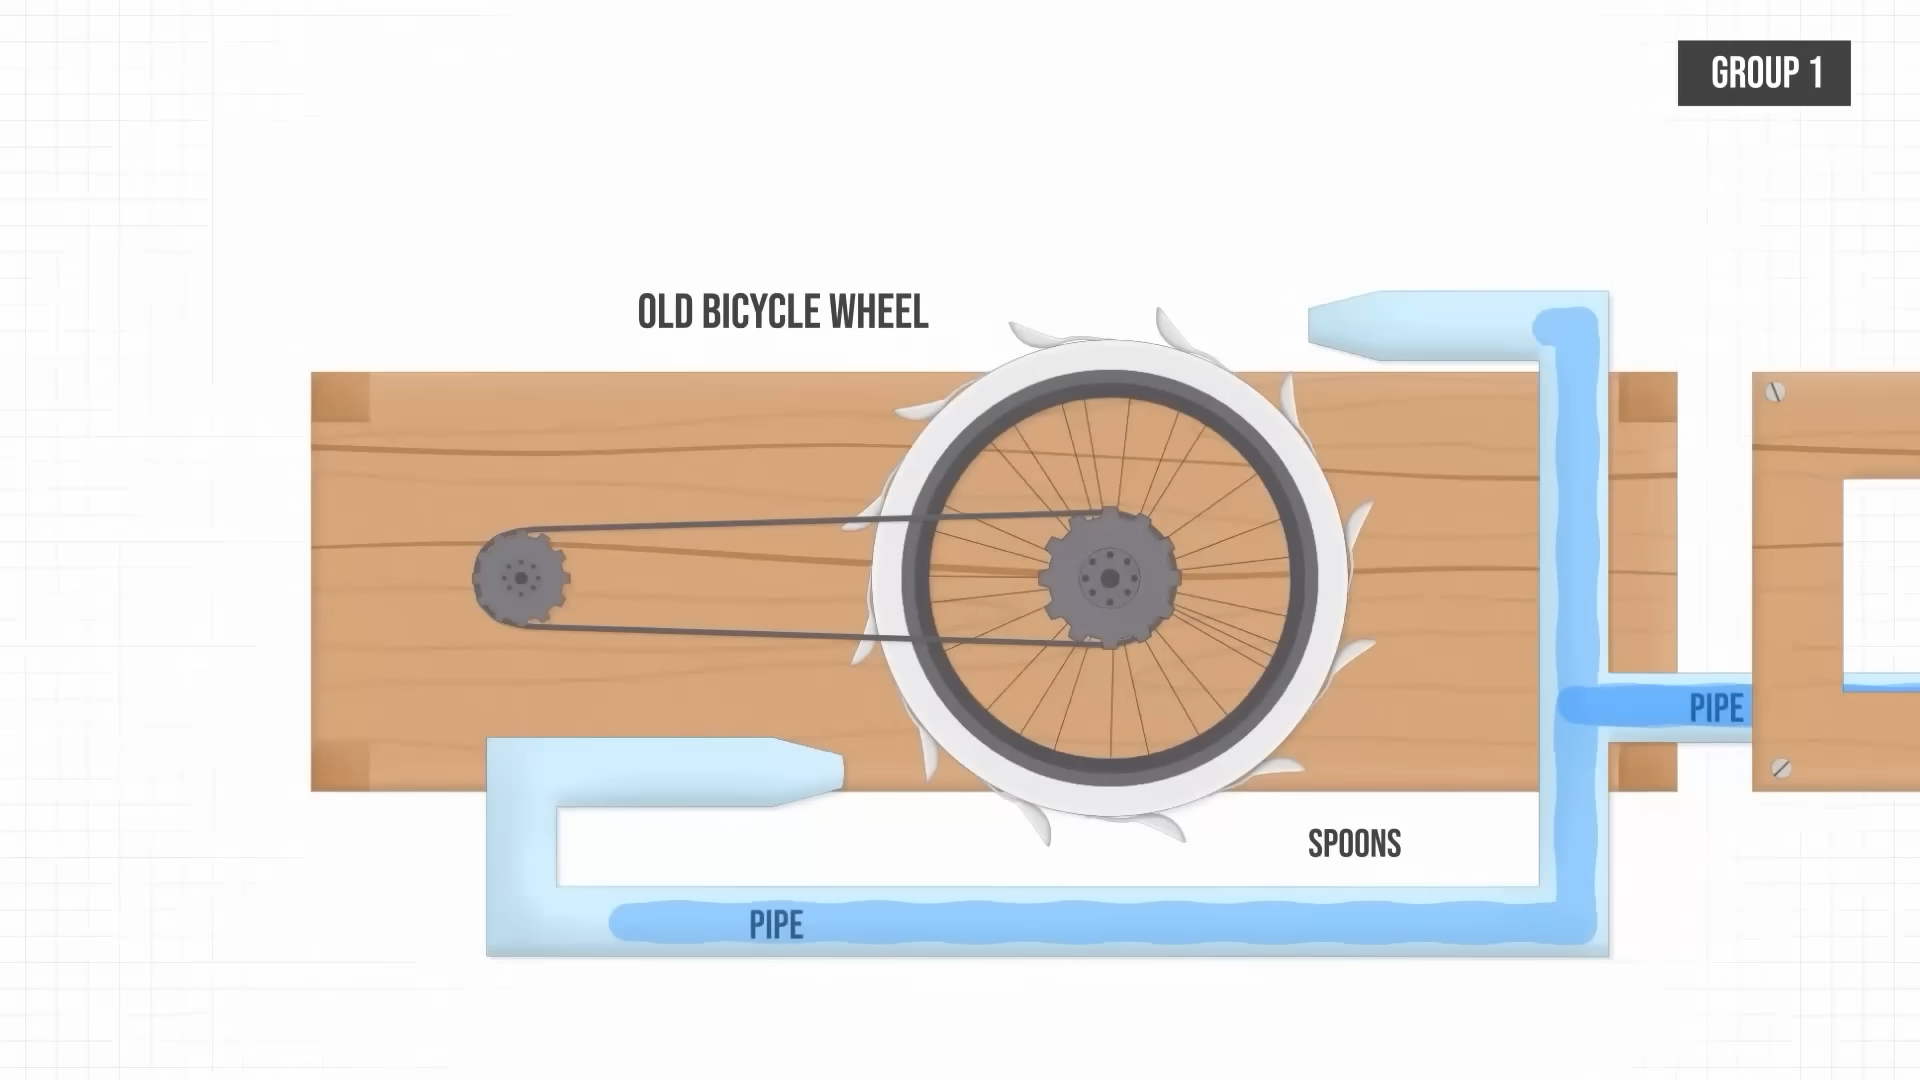 GROUP 1
OLD BICYCLE WHEEL
PIPE
SPOONS
PIPE